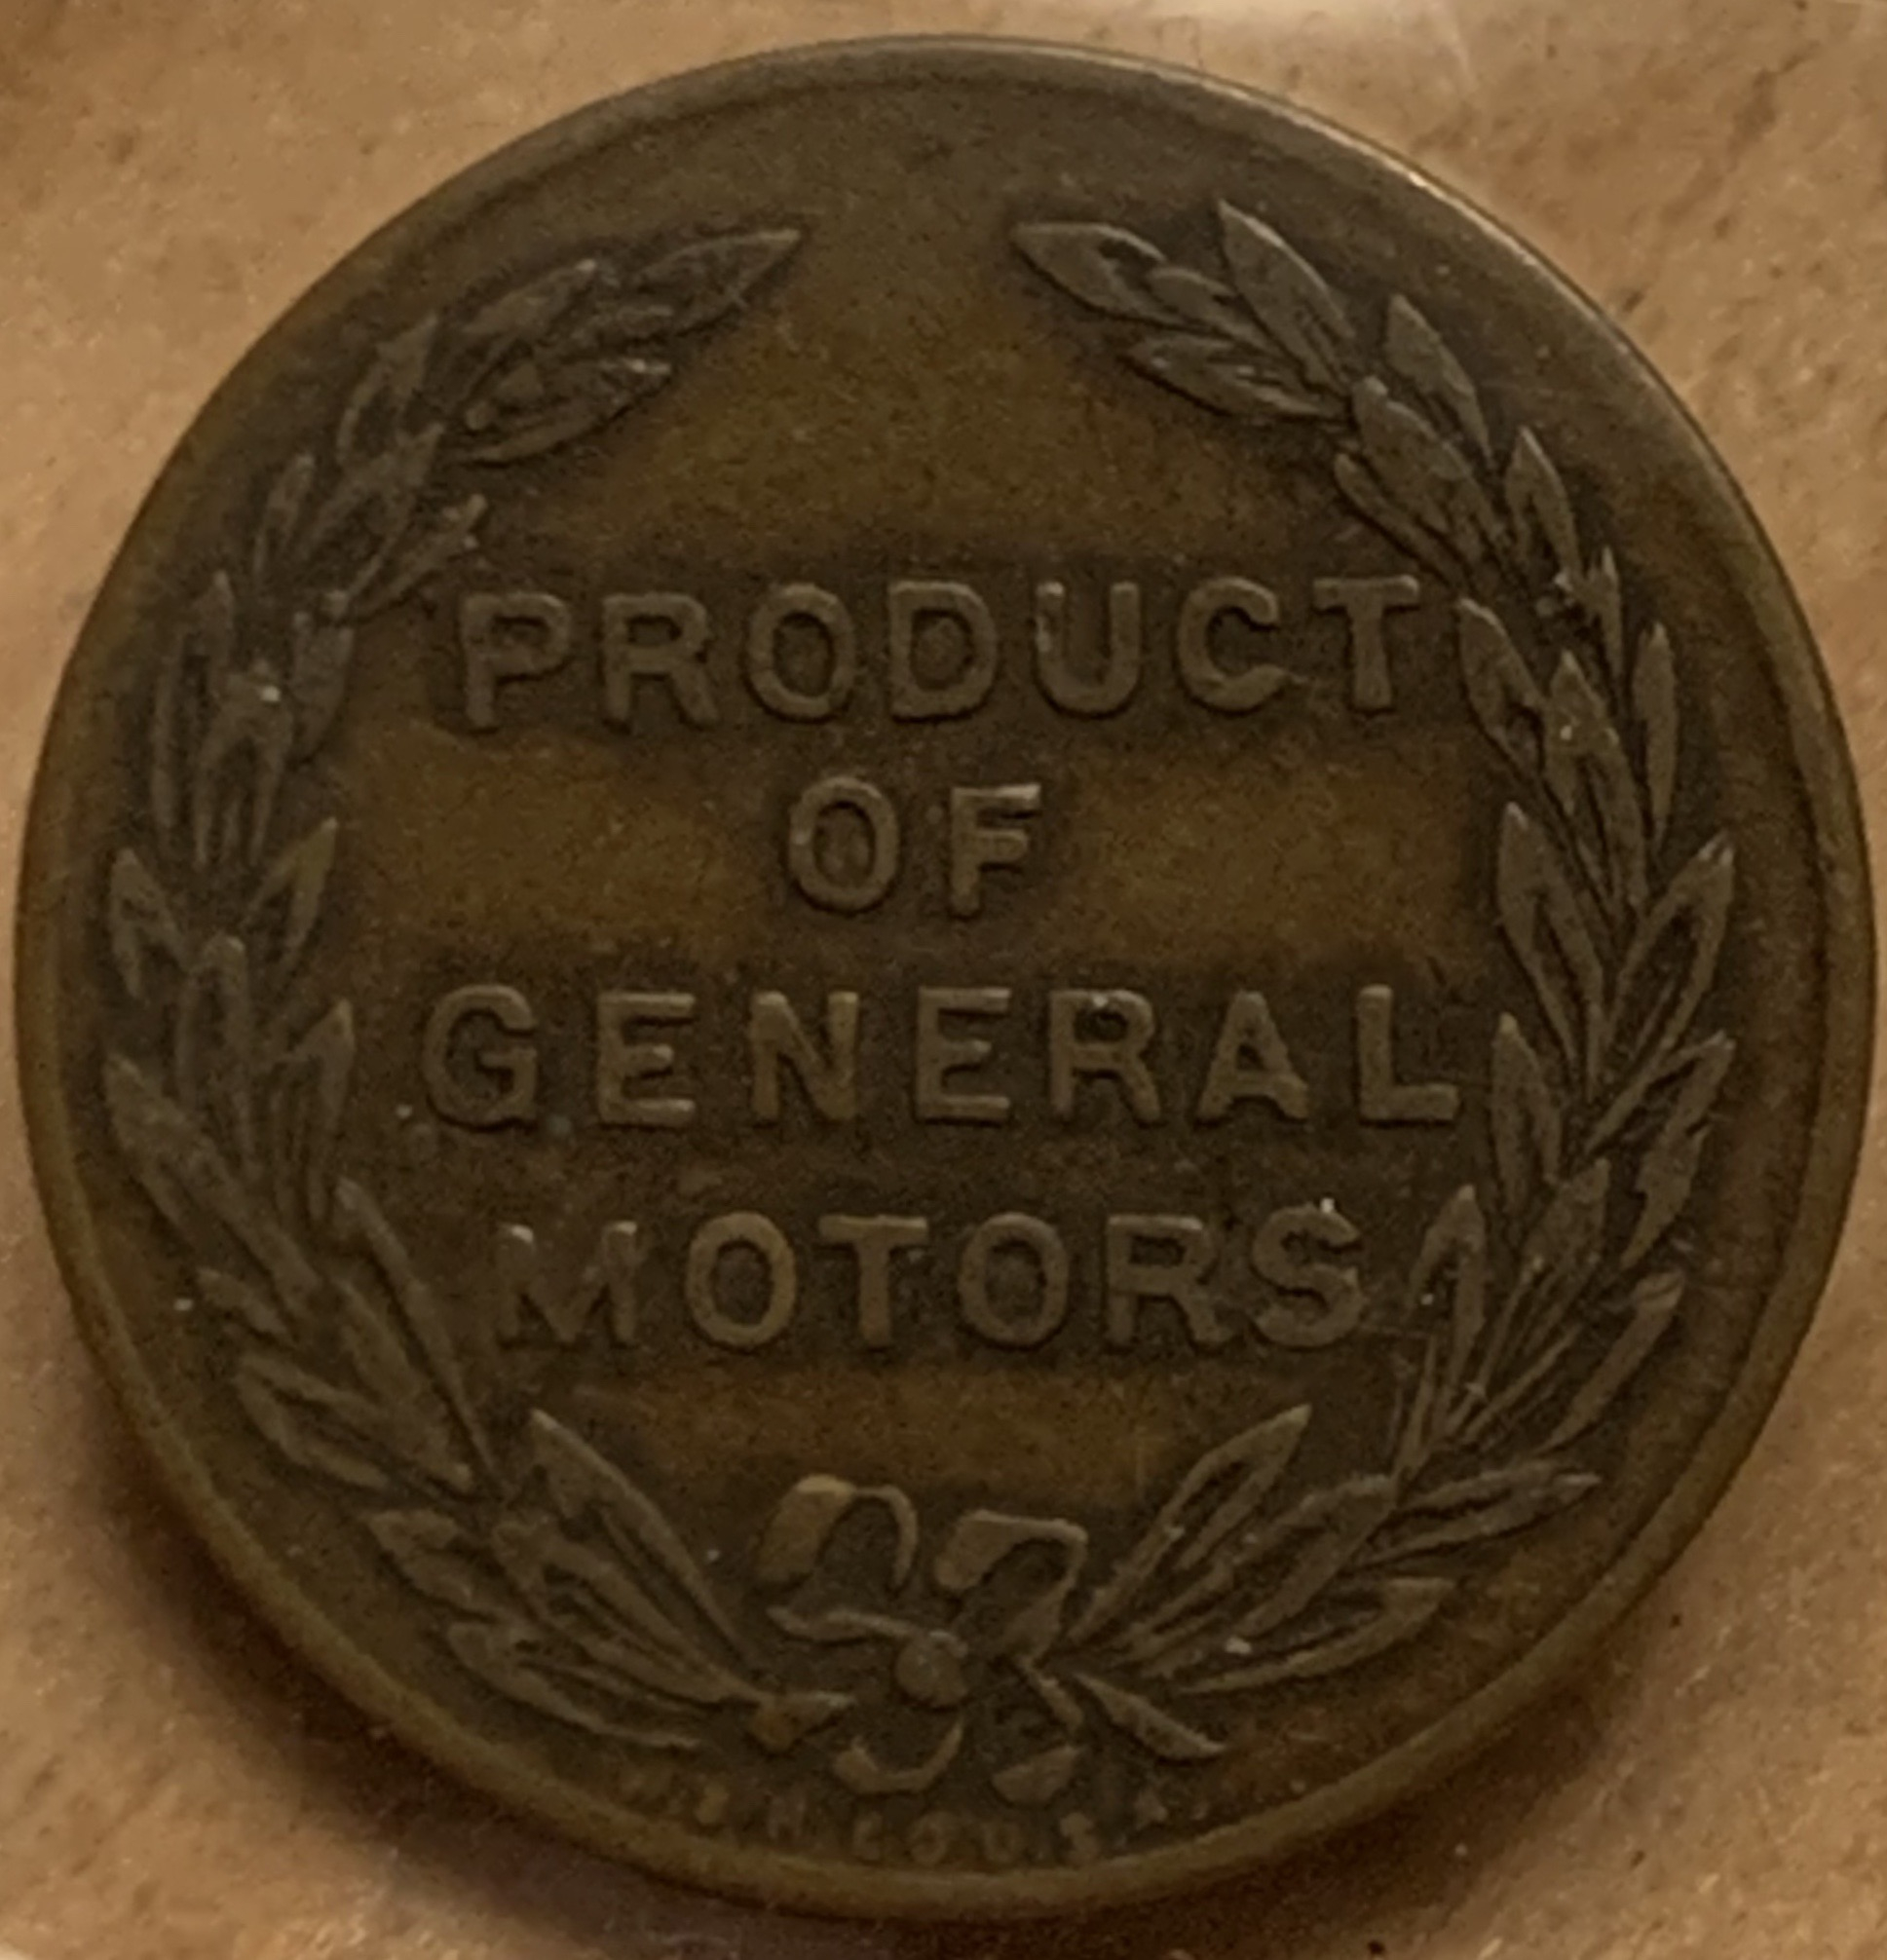 PRODUCT
OF
GENERAL
MOTORS